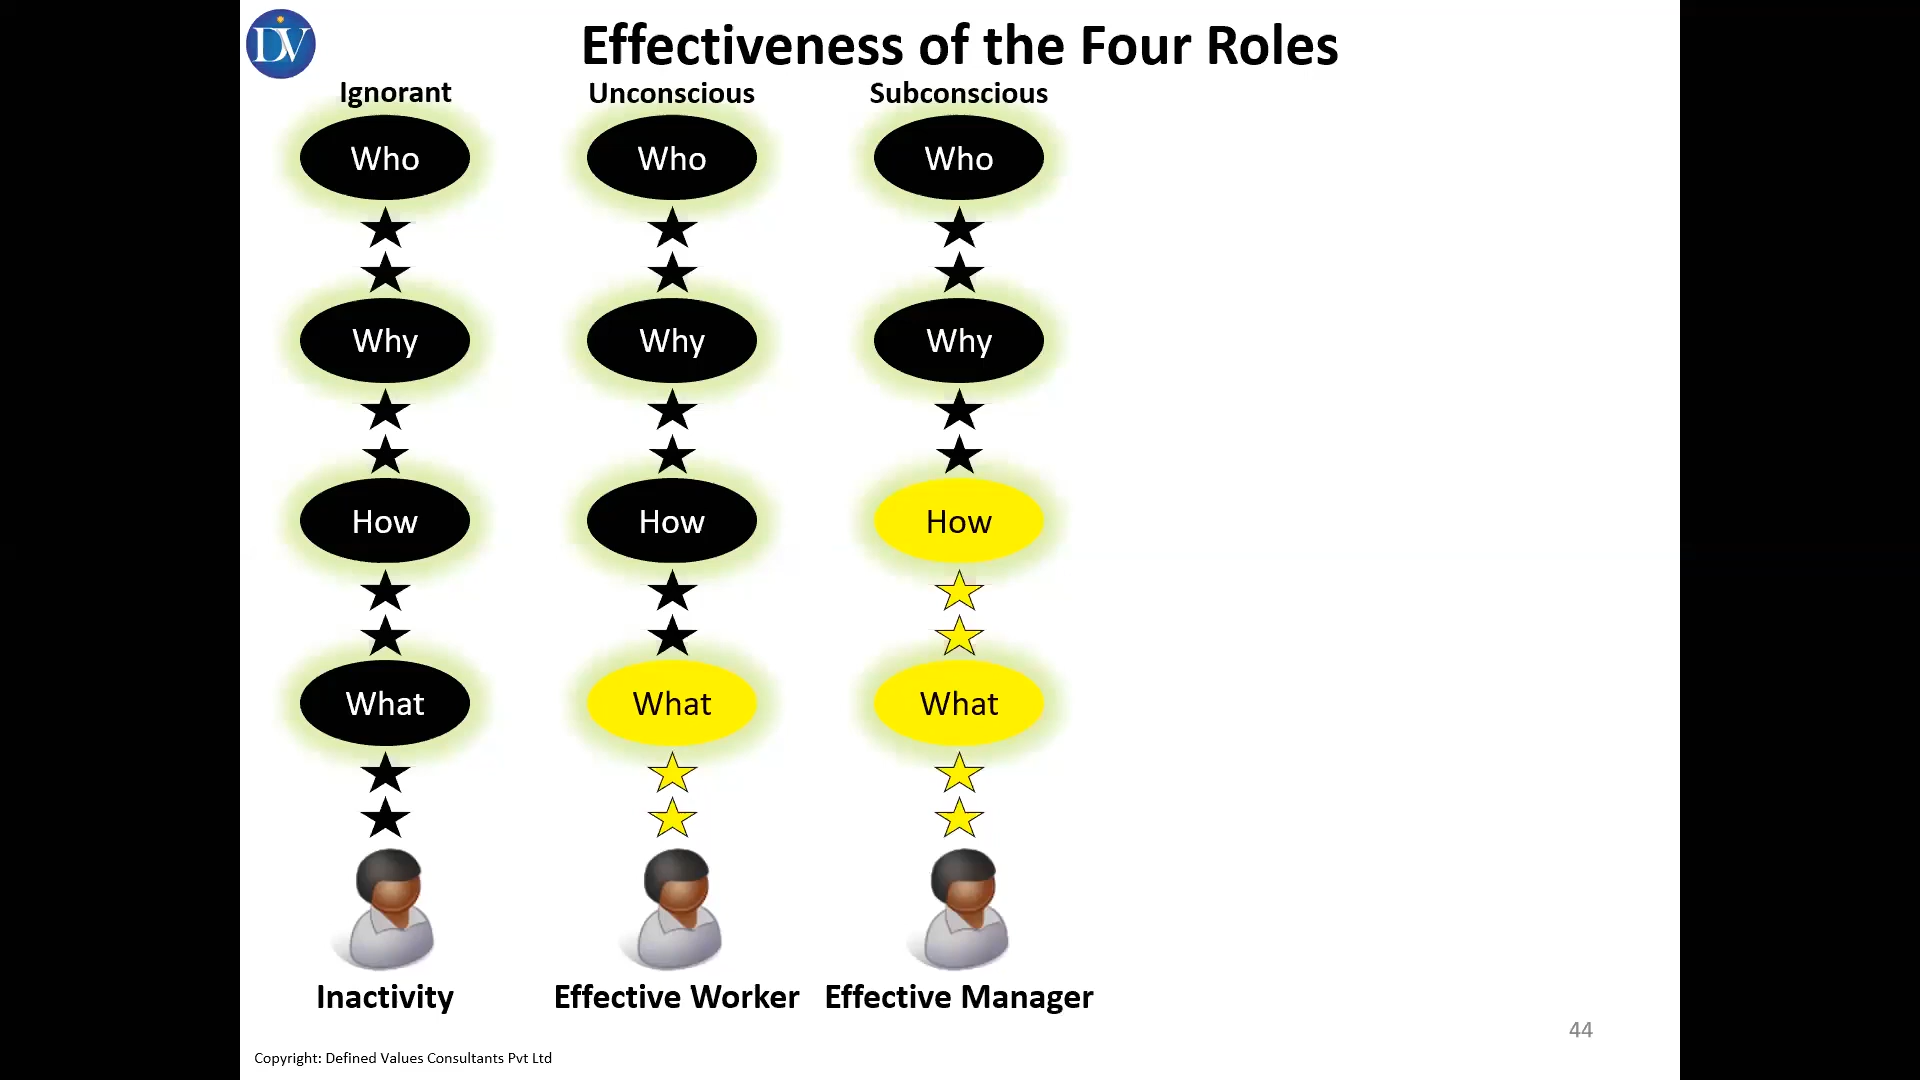 DV
Effectiveness of the Four Roles
Ignorant Unconscious Subconscious
Who Who Who
Why Why Why
How How How
What What What
Inactivity Effective Worker Effective Manager
44
Copyright: Defined Values Consultants Pvt Ltd